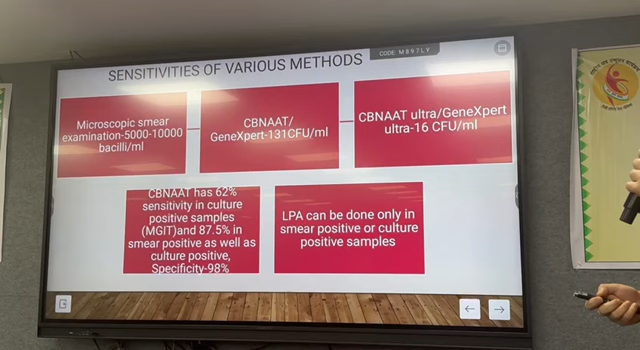 CODE: M897LY
SENSITIVITIES OF VARIOUS METHODS
Microscopic smear
examination-5000-10000
bacilli/ml
CBNAAT/
GeneXpert-131CFU/ml
CBNAAT ultra/GeneXpert
ultra-16 CFU/ml
CBNAAT has 62%
sensitivity in culture
positive samples
(MGIT)and 87.5% in
smear positive as well as
culture positive,
Specificity-98%
LPA can be done only in
smear positive or culture
positive samples